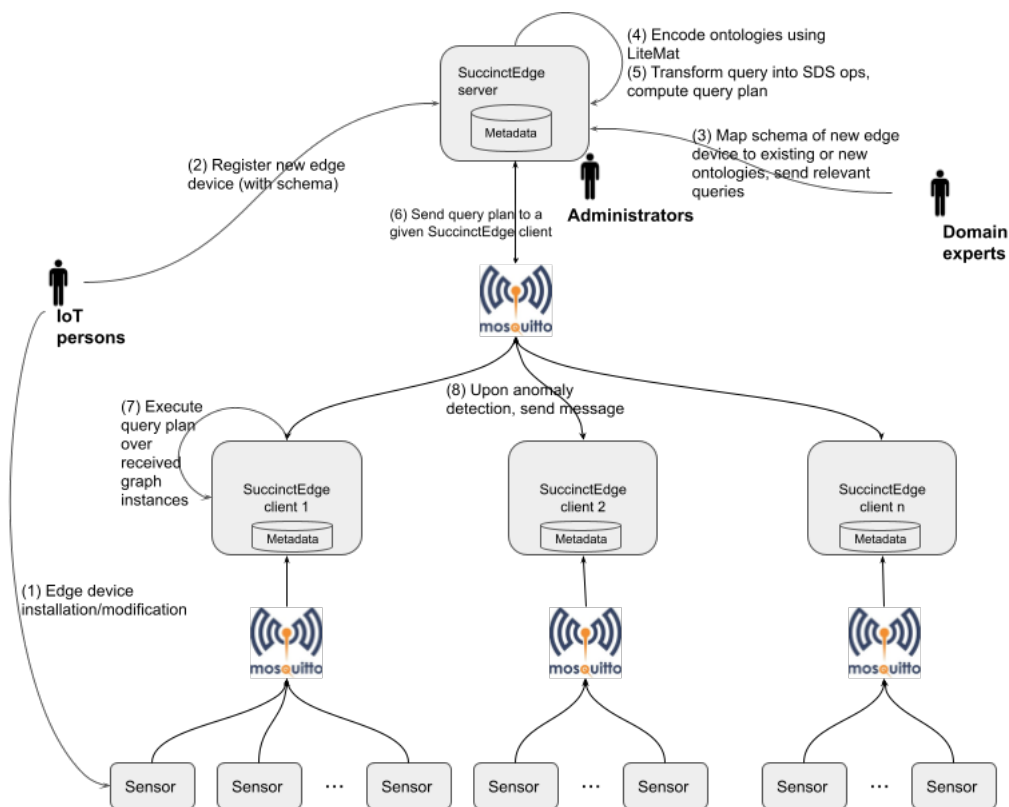 (4) Encode ontologies using
LiteMat
(5) Transform query into SDS ops,
compute query plan
SuccinctEdge
server
Metadata
(3) Map schema of new edge
device to existing or new
ontologies, send relevant
queries
(2) Register new edge
device (with schema)
Administrators
(6) Send query plan to a
given SuccinctEdge client
Domain
experts
IoT
persons
mosquitto
(8) Upon anomaly
detection, send message
(7) Execute
query plan
over
received
graph
instances
SuccinctEdge
client 1
Metadata
SuccinctEdge
client 2
Metadata
SuccinctEdge
client n
Metadata
(1) Edge device
installation/modification
mosquitto
mosquitto
mosquitto
Sensor
Sensor
...
Sensor
Sensor
...
Sensor
Sensor
...
Sensor